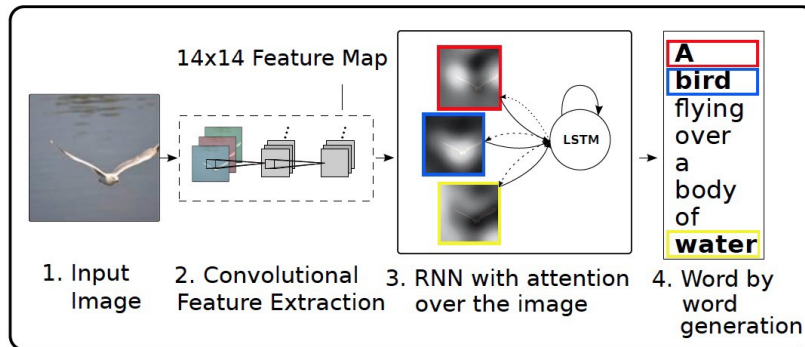 14x14 Feature Map
LSTM
A
bird
flying
over
a
body
of
water
1. Input
Image
2. Convolutional
Feature Extraction
3. RNN with attention
over the image
4. Word by
word
generation